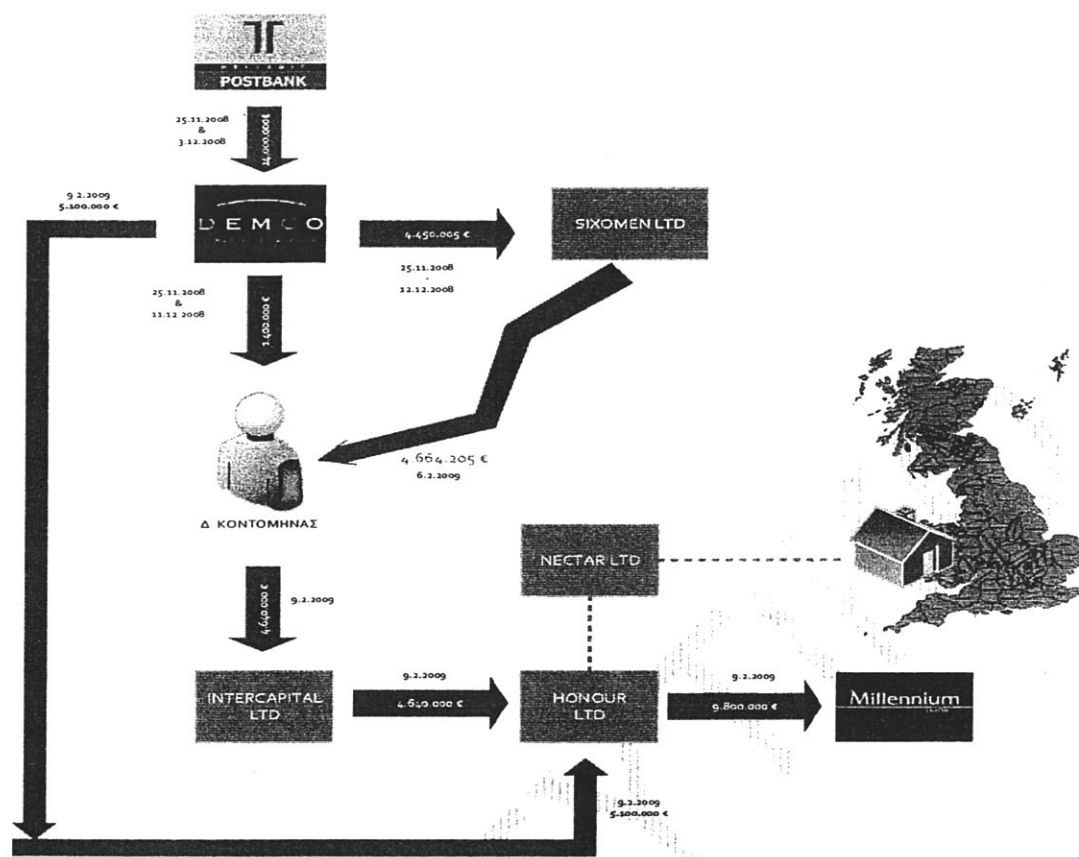 POSTBANK
25.11.2008
&
3.12.2008
14.000.000€
9.2.2009
5.100.000 €
DEMCO
4.450.005 €
SIXOMEN LTD
25.11.2008
-
12.12.2008
25.11.2008
&
11.12.2008
1.400.000 €
4.664.205 €
6.2.2009
Δ ΚΟΝΤΟΜΗΝΑΣ
NECTAR LTD
4.640.000 €
9.2.2009
INTERCAPITAL
LTD
9.2.2009
4.640.000 €
HONOUR
LTD
9.2.2009
9.800.000 €
Millennium
9.2.2009
5.100.000 €